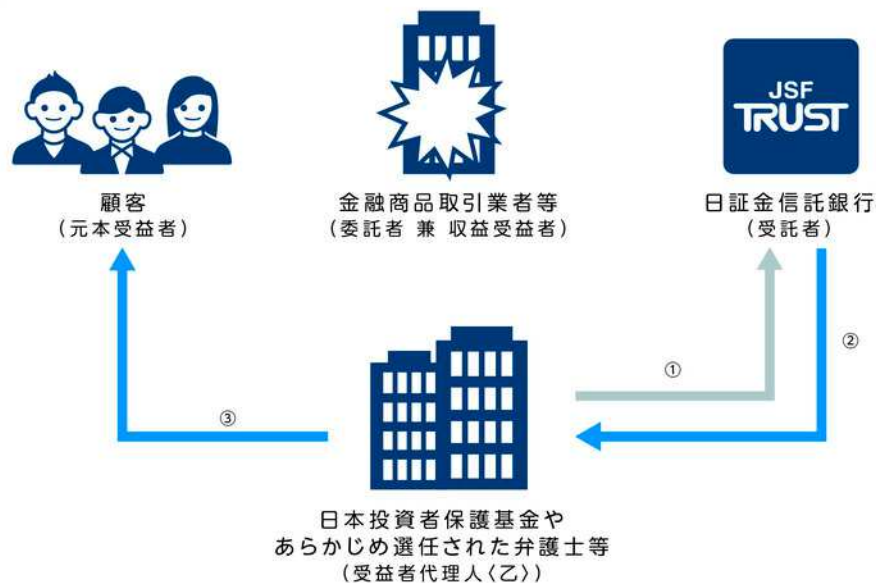 JSF
TRUST
顧客
(元本受益者)
金融商品取引業者等
(委託者 兼 収益受益者)
日証金信託銀行
(受託者)
①
②
③
日本投資者保護基金や
あらかじめ選任された弁護士等
(受益者代理人〈乙〉)